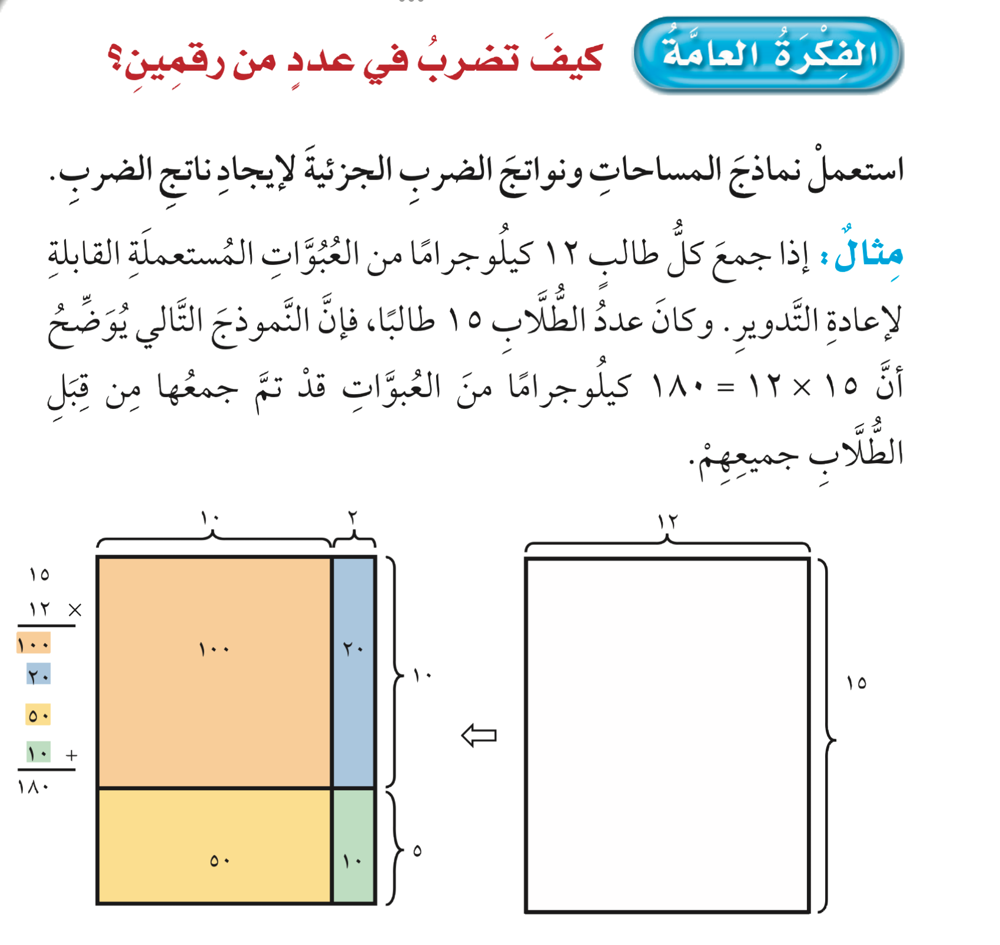 الفِكْرَةُ العامَّةُ كيفَ تضربُ في عددٍ من رقمِينِ؟
استعملْ نماذجَ المساحاتِ ونواتجَ الضربِ الجزئيةَ لإيجادِ ناتجِ الضربِ.
مِثالٌ: إذا جمعَ كلُّ طالبٍ ١٢ كيلُوجرامًا من العُبُوَّاتِ المُستعملَةِ القابلةِ
لإعادةِ التَّدويرِ. وكانَ عددُ الطُّلَّابِ ١٥ طالبًا، فإنَّ النَّموذجَ التَّالي يُوَضِّحُ
أنَّ ١٥ × ١٢ = ١٨٠ كيلُوجرامًا منَ العُبوَّاتِ قدْ تمَّ جمعُها مِن قِبَلِ
الطُّلَّابِ جميعِهِمْ.
١٢
١٥
٢
١٠
١٠
٢٠
١٠٠
٥
١٠
٥٠
١٥
× ١٢
١٠٠
٢٠
٥٠
+ ١٠
١٨٠